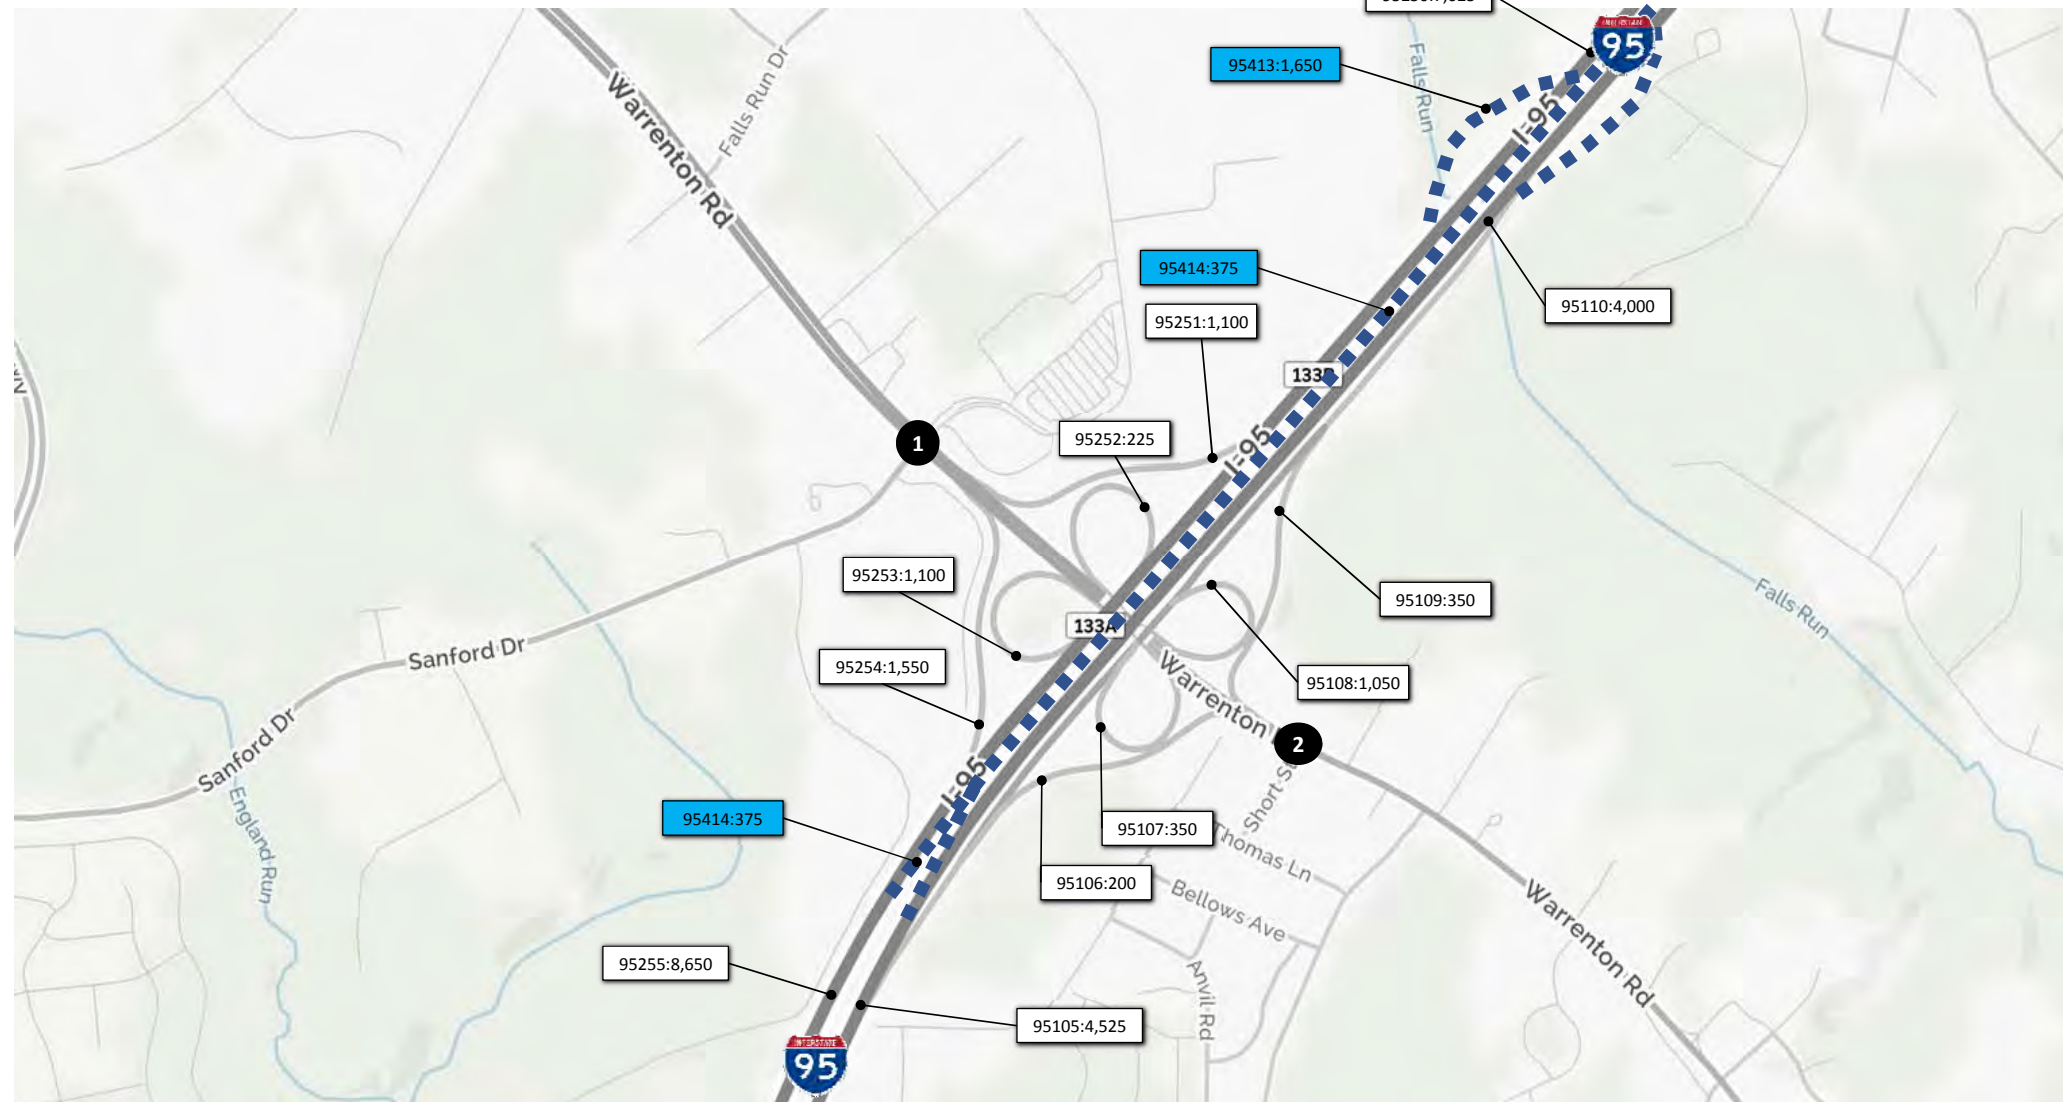 95413:1,650
INTERSTATE
95
Falls Run
Falls Run Dr
Warrenton Rd
I-95
95414:375
95251:1,100
95110:4,000
133B
1
95252:225
I-95
95253:1,100
133A
95109:350
Falls Run
Sanford Dr
95254:1,550
95108:1,050
Warrenton
2
Sanford Dr
I-95
Short St
England Run
95414:375
95107:350
Thomas Ln
95106:200
Bellows Ave
Warrenton Rd
95255:8,650
Anvil Rd
95105:4,525
INTERSTATE
95